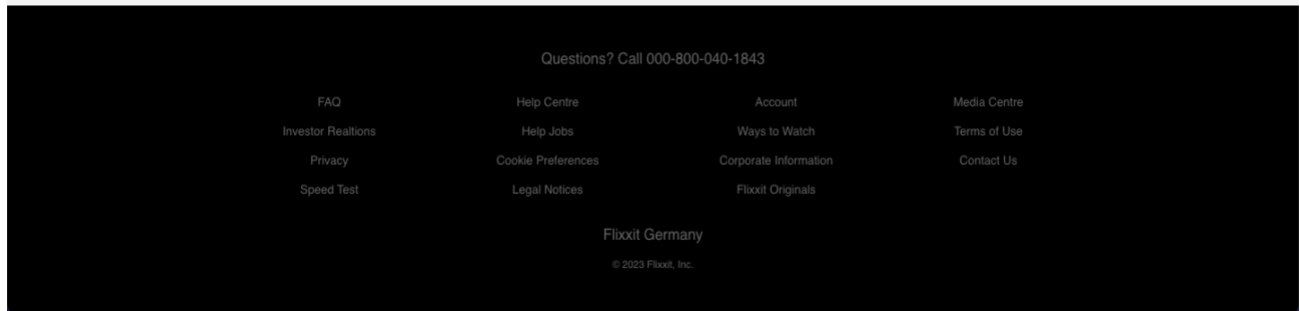 Questions? Call 000-800-040-1843
FAQ Help Centre Account Media Centre
Investor Realtions Help Jobs Ways to Watch Terms of Use
Privacy Cookie Preferences Corporate Information Contact Us
Speed Test Legal Notices Flixxit Originals
Flixxit Germany
© 2023 Flixxit, Inc.